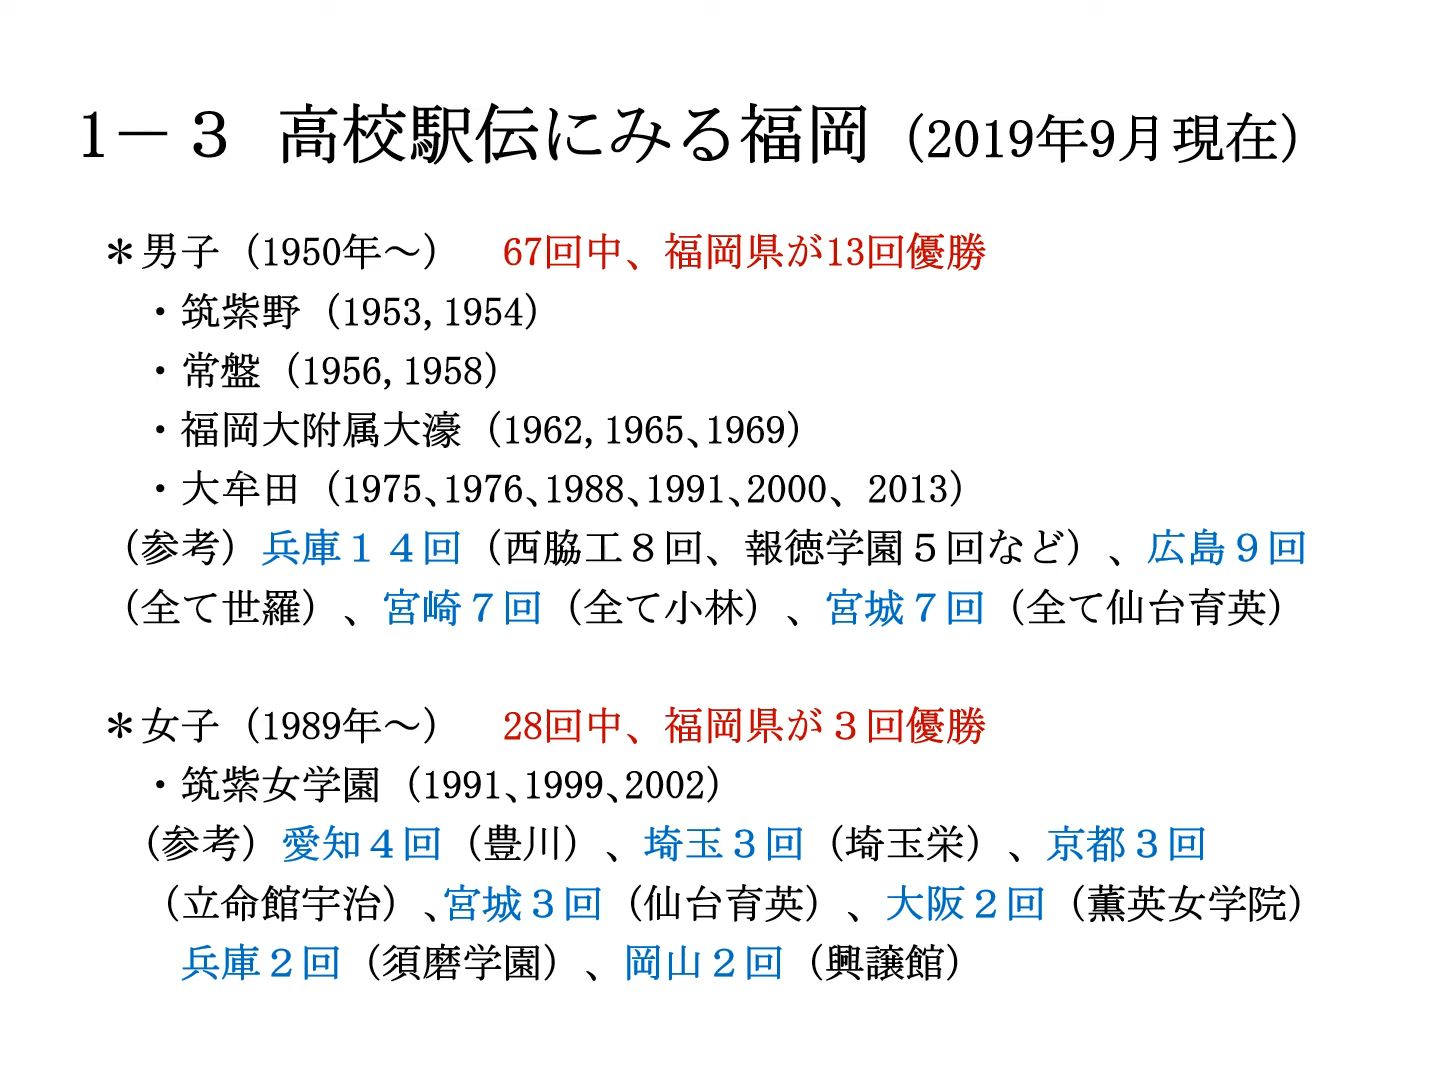 1－３　高校駅伝にみる福岡（2019年9月現在）
＊男子（1950年～）　67回中、福岡県が13回優勝
・筑紫野（1953,1954）
・常盤（1956,1958）
・福岡大附属大濠（1962,1965、1969）
・大牟田（1975、1976、1988、1991、2000、2013）
（参考）兵庫１４回（西脇工８回、報徳学園５回など）、広島９回
（全て世羅）、宮崎７回（全て小林）、宮城７回（全て仙台育英）
＊女子（1989年～）　28回中、福岡県が３回優勝
・筑紫女学園（1991、1999、2002）
（参考）愛知４回（豊川）、埼玉３回（埼玉栄）、京都３回
（立命館宇治）、宮城３回（仙台育英）、大阪２回（薫英女学院）
兵庫２回（須磨学園）、岡山２回（興譲館）